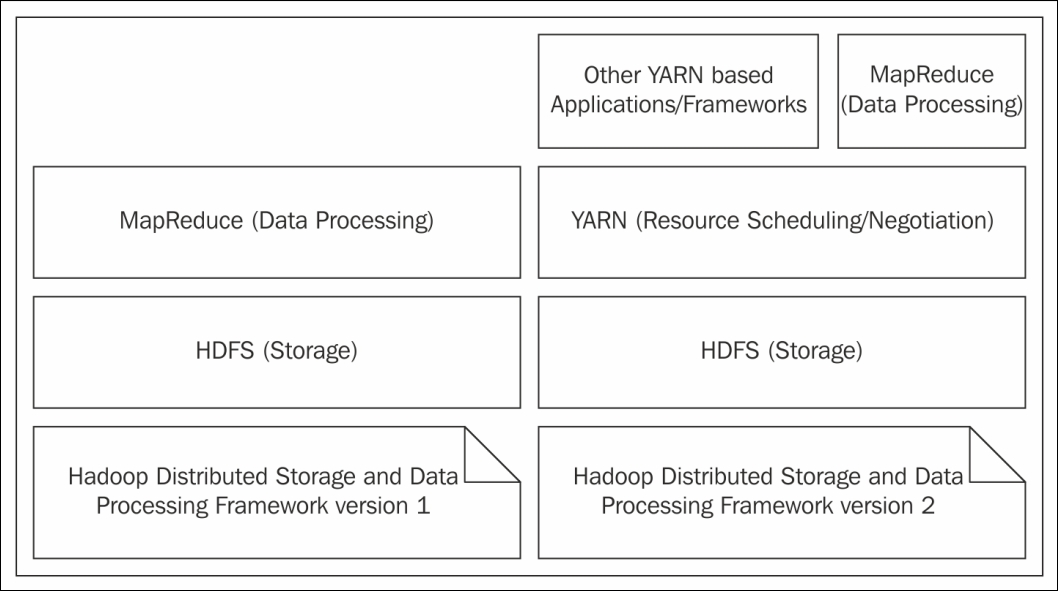 Other YARN based
Applications/Frameworks
MapReduce
(Data Processing)
MapReduce (Data Processing)
YARN (Resource Scheduling/Negotiation)
HDFS (Storage)
HDFS (Storage)
Hadoop Distributed Storage and Data
Processing Framework version 1
Hadoop Distributed Storage and Data
Processing Framework version 2